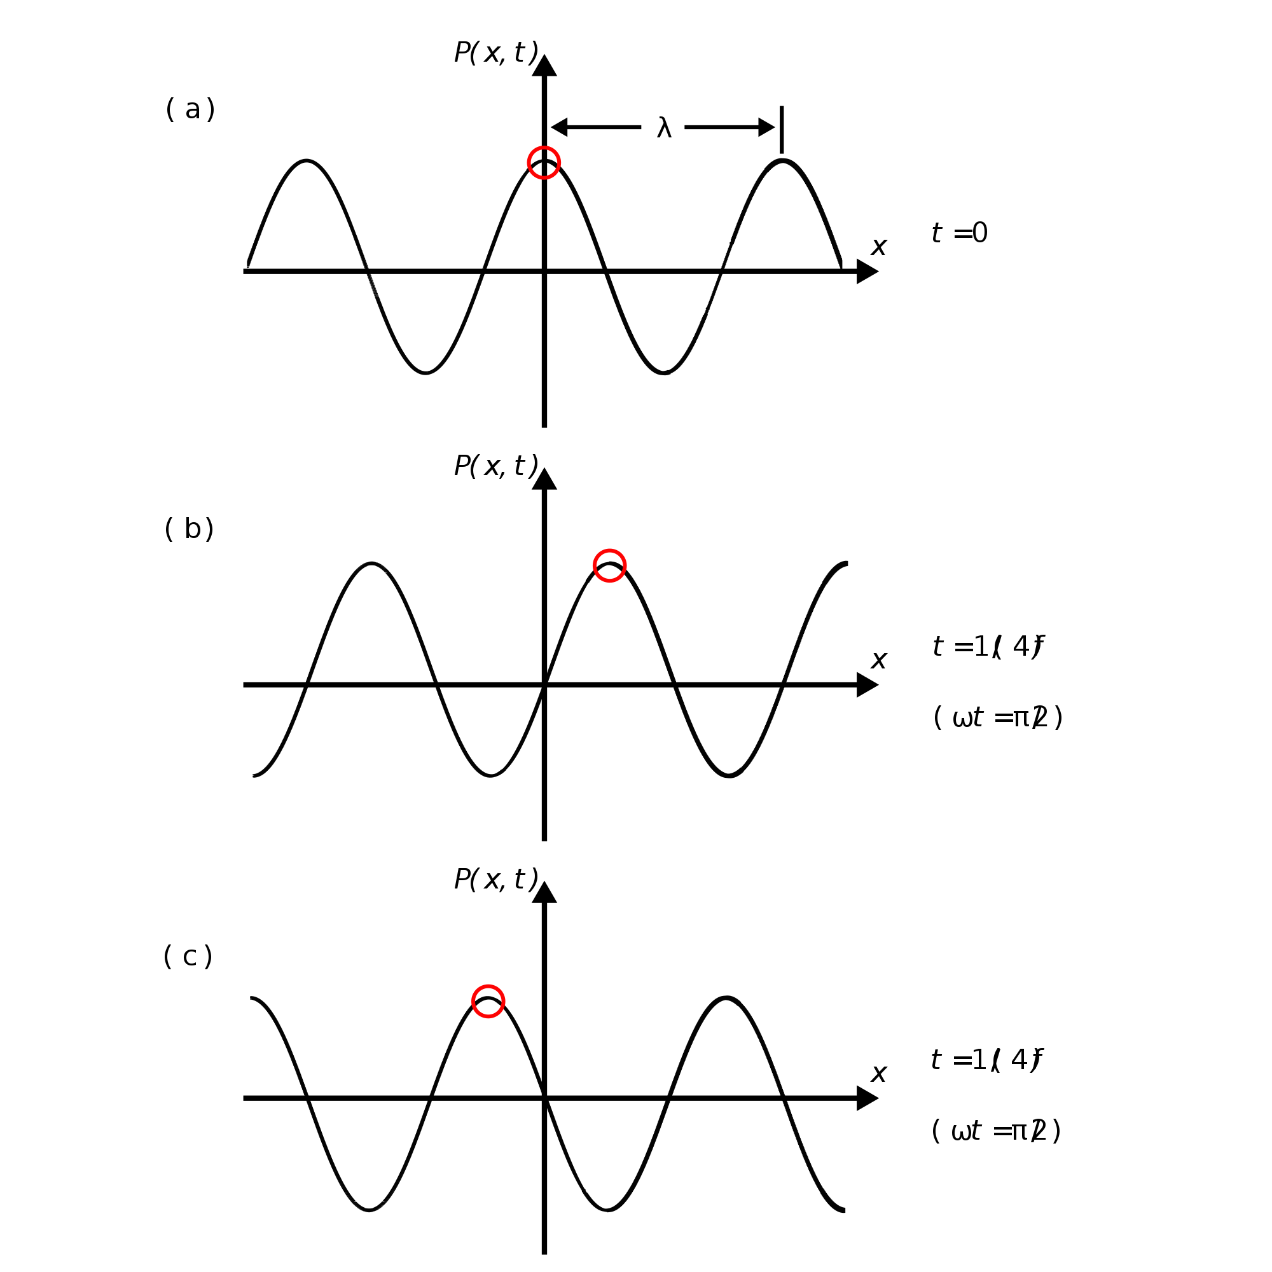 P(x, t)
(a)
λ
x
t=0
P(x, t)
(b)
x
t=1/(4f)
(ωt=π/2)
P(x, t)
(c)
x
t=1/(4f)
(ωt=π/2)